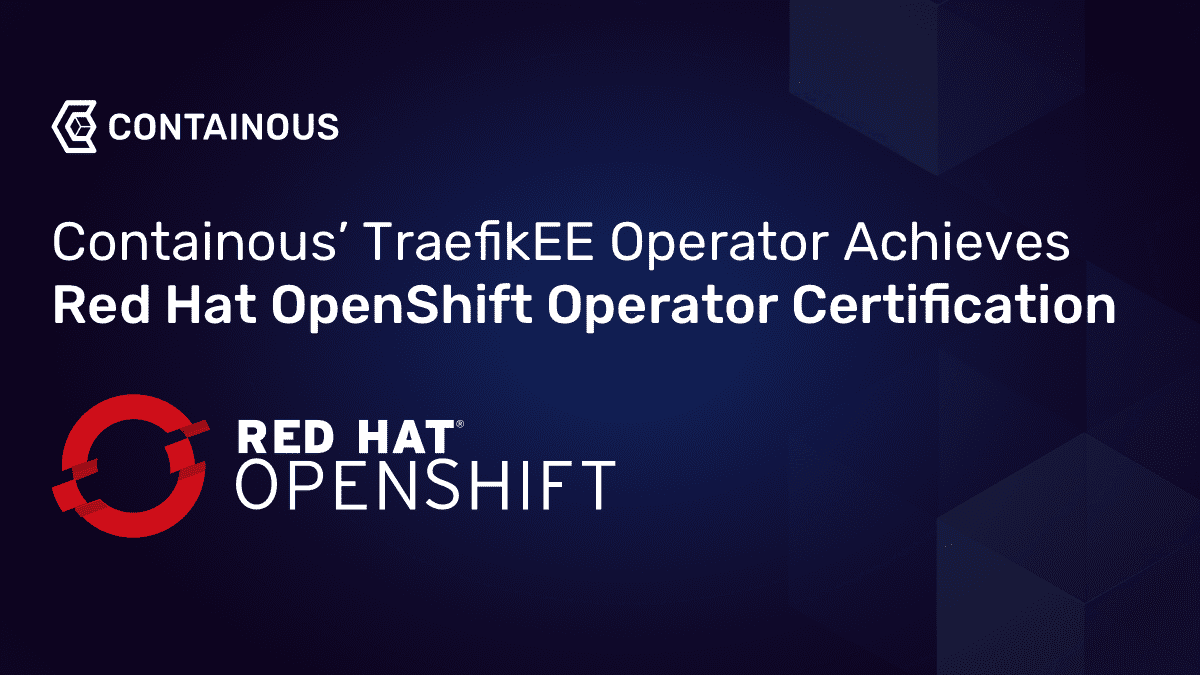 CONTAINOUS
Containous’ TraefikEE Operator Achieves
Red Hat OpenShift Operator Certification
RED HAT®
OPENSHIFT